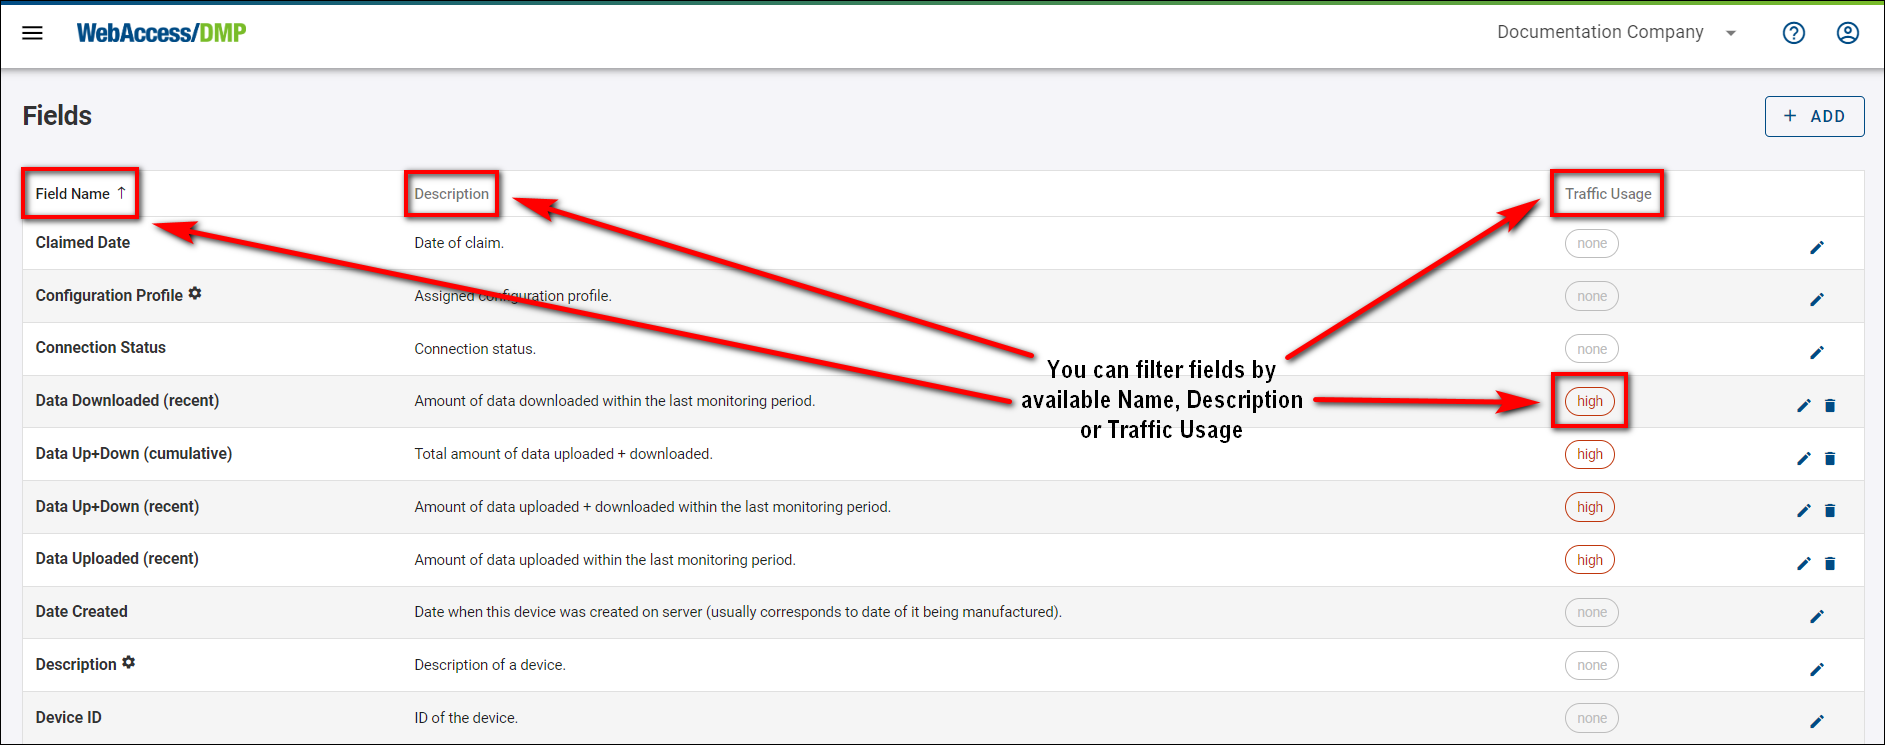 WebAccess/DMP
Documentation Company
Fields
+ ADD
Field Name ↑ Description Traffic Usage
Claimed Date Date of claim. none
Configuration Profile Assigned configuration profile. none
Connection Status Connection status. none
You can filter fields by
available Name, Description
or Traffic Usage
Data Downloaded (recent) Amount of data downloaded within the last monitoring period. high
Data Up+Down (cumulative) Total amount of data uploaded + downloaded. high
Data Up+Down (recent) Amount of data uploaded + downloaded within the last monitoring period. high
Data Uploaded (recent) Amount of data uploaded within the last monitoring period. high
Date Created Date when this device was created on server (usually corresponds to date of it being manufactured). none
Description Description of a device. none
Device ID ID of the device. none